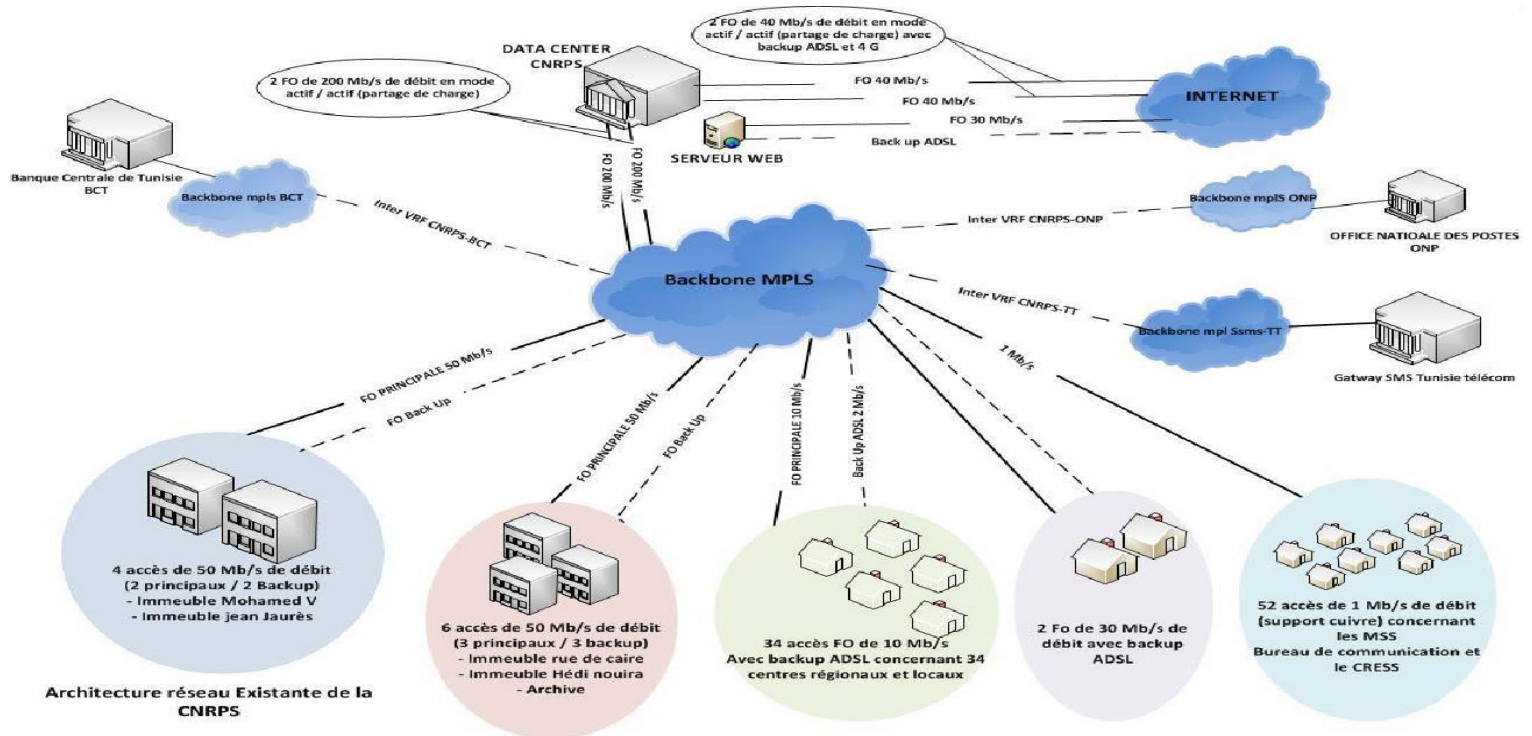 2 FO de 40 Mb/s de débit en mode
actif / actif (partage de charge) avec
backup ADSL et 4 G
DATA CENTER
CNRPS
2 FO de 200 Mb/s de débit en mode
actif / actif (partage de charge)
FO 40 Mb/s
FO 40 Mb/s
FO 30 Mb/s
Back up ADSL
INTERNET
SERVEUR WEB
Banque Centrale de Tunisie
BCT
Backbone mpls BCT
Inter VRF CNRPS-BCT
FO 200 Mb/s
FO 200 Mb/s
Inter VRF CNRPS-ONP
Backbone mplS ONP
OFFICE NATIOALE DES POSTES
ONP
Backbone MPLS
Inter VRF CNRPS-TT
Backbone mpl Ssms-TT
Gatway SMS Tunisie télécom
FO PRINCIPALE 50 Mb/s
FO Back Up
FO PRINCIPALE 50 Mb/s
FO Back Up
FO PRINCIPALE 10 Mb/s
Back Up ADSL 2 Mb/s
1 Mb/s
4 accès de 50 Mb/s de débit
(2 principaux / 2 Backup)
- Immeuble Mohamed V
- Immeuble jean Jaurès
6 accès de 50 Mb/s de débit
(3 principaux / 3 backup)
- Immeuble rue de caire
- Immeuble Hédi nouira
- Archive
34 accès FO de 10 Mb/s
Avec backup ADSL concernant 34
centres régionaux et locaux
2 Fo de 30 Mb/s de
débit avec backup
ADSL
52 accès de 1 Mb/s de débit
(support cuivre) concernant
les MSS
Bureau de communication et
le CRESS
Architecture réseau Existante de la
CNRPS